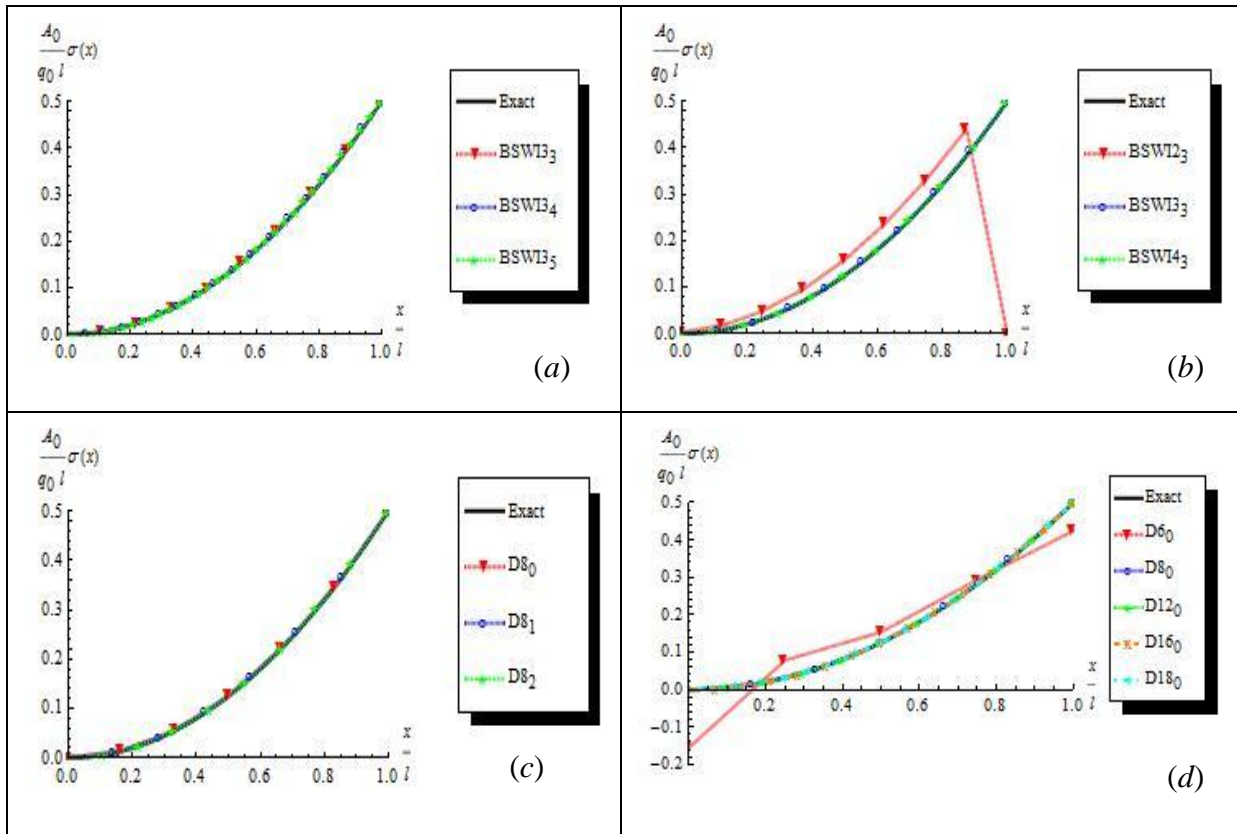 A₀
q₀ l
σ(x)
0.5
0.4
0.3
0.2
0.1
0.0
0.0 0.2 0.4 0.6 0.8 1.0
x
l
Exact
BSWI3₃
BSWI3₄
BSWI3₅
(a)
A₀
q₀ l
σ(x)
0.5
0.4
0.3
0.2
0.1
0.0
0.0 0.2 0.4 0.6 0.8 1.0
x
l
Exact
BSWI2₃
BSWI3₃
BSWI4₃
(b)
A₀
q₀ l
σ(x)
0.5
0.4
0.3
0.2
0.1
0.0
0.0 0.2 0.4 0.6 0.8 1.0
x
l
Exact
D8₀
D8₁
D8₂
(c)
A₀
q₀ l
σ(x)
0.5
0.4
0.3
0.2
0.1
0.0
−0.1
−0.2
0.2 0.4 0.6 0.8 1.0
x
l
Exact
D6₀
D8₀
D12₀
D16₀
D18₀
(d)